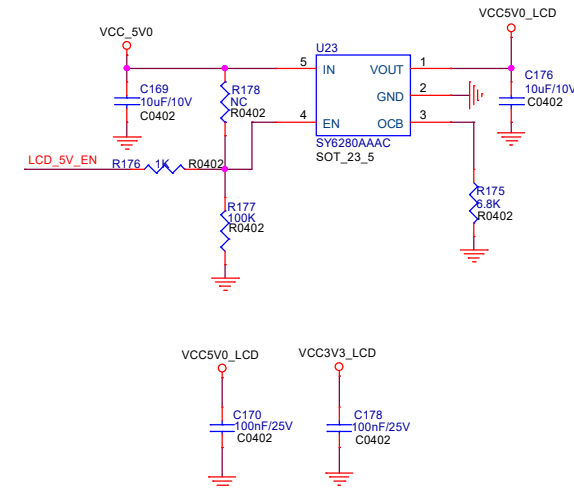 VCC5V0_LCD
VCC_5V0
U23
5 IN VOUT 1
C169
10uF/10V
C0402
R178
NC
R0402
GND 2
C176
10uF/10V
C0402
4 EN OCB 3
SY6280AAAC
SOT_23_5
LCD_5V_EN
R176 1K R0402
R175
6.8K
R0402
R177
100K
R0402
VCC5V0_LCD
VCC3V3_LCD
C170
100nF/25V
C0402
C178
100nF/25V
C0402